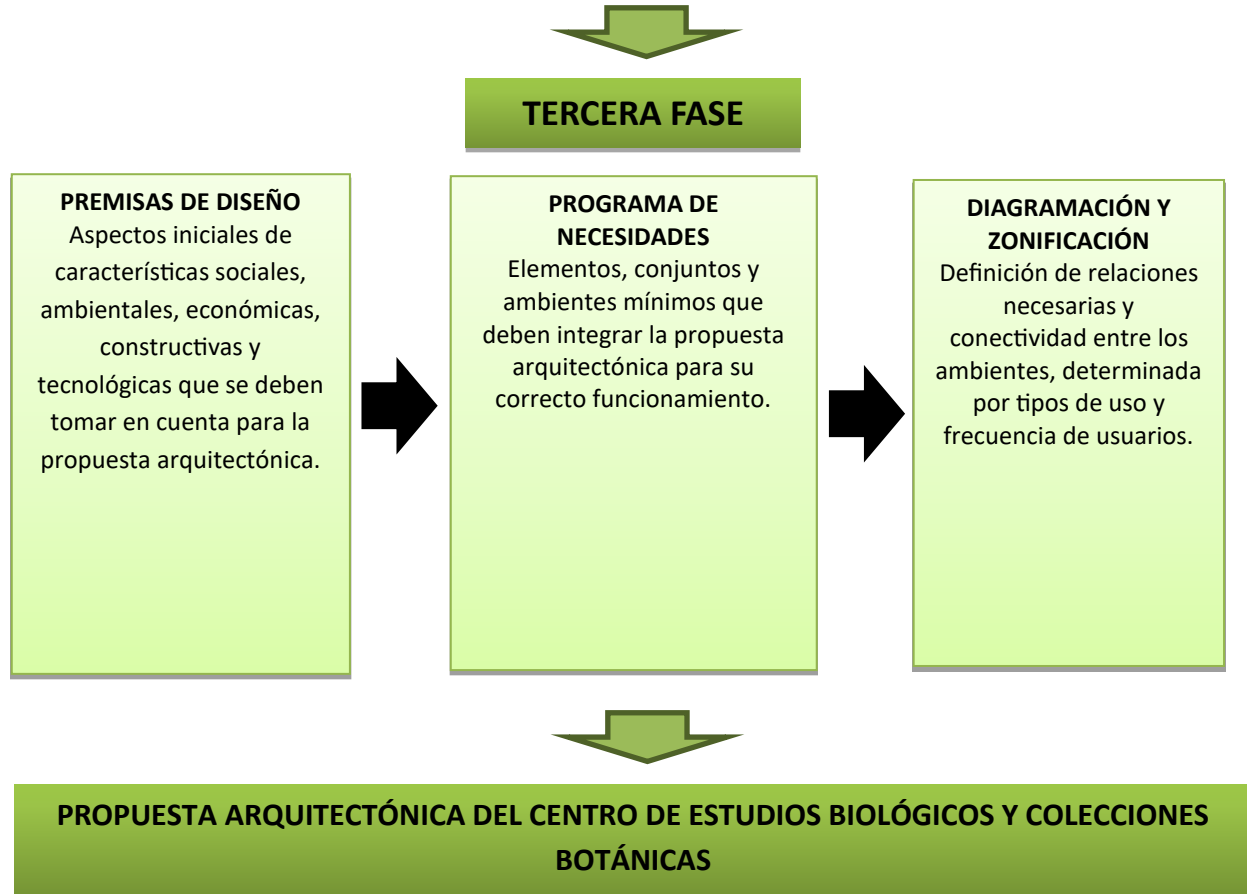 TERCERA FASE
PREMISAS DE DISEÑO
Aspectos iniciales de
características sociales,
ambientales, económicas,
constructivas y
tecnológicas que se deben
tomar en cuenta para la
propuesta arquitectónica.
PROGRAMA DE
NECESIDADES
Elementos, conjuntos y
ambientes mínimos que
deben integrar la propuesta
arquitectónica para su
correcto funcionamiento.
DIAGRAMACIÓN Y
ZONIFICACIÓN
Definición de relaciones
necesarias y
conectividad entre los
ambientes, determinada
por tipos de uso y
frecuencia de usuarios.
PROPUESTA ARQUITECTÓNICA DEL CENTRO DE ESTUDIOS BIOLÓGICOS Y COLECCIONES
BOTÁNICAS